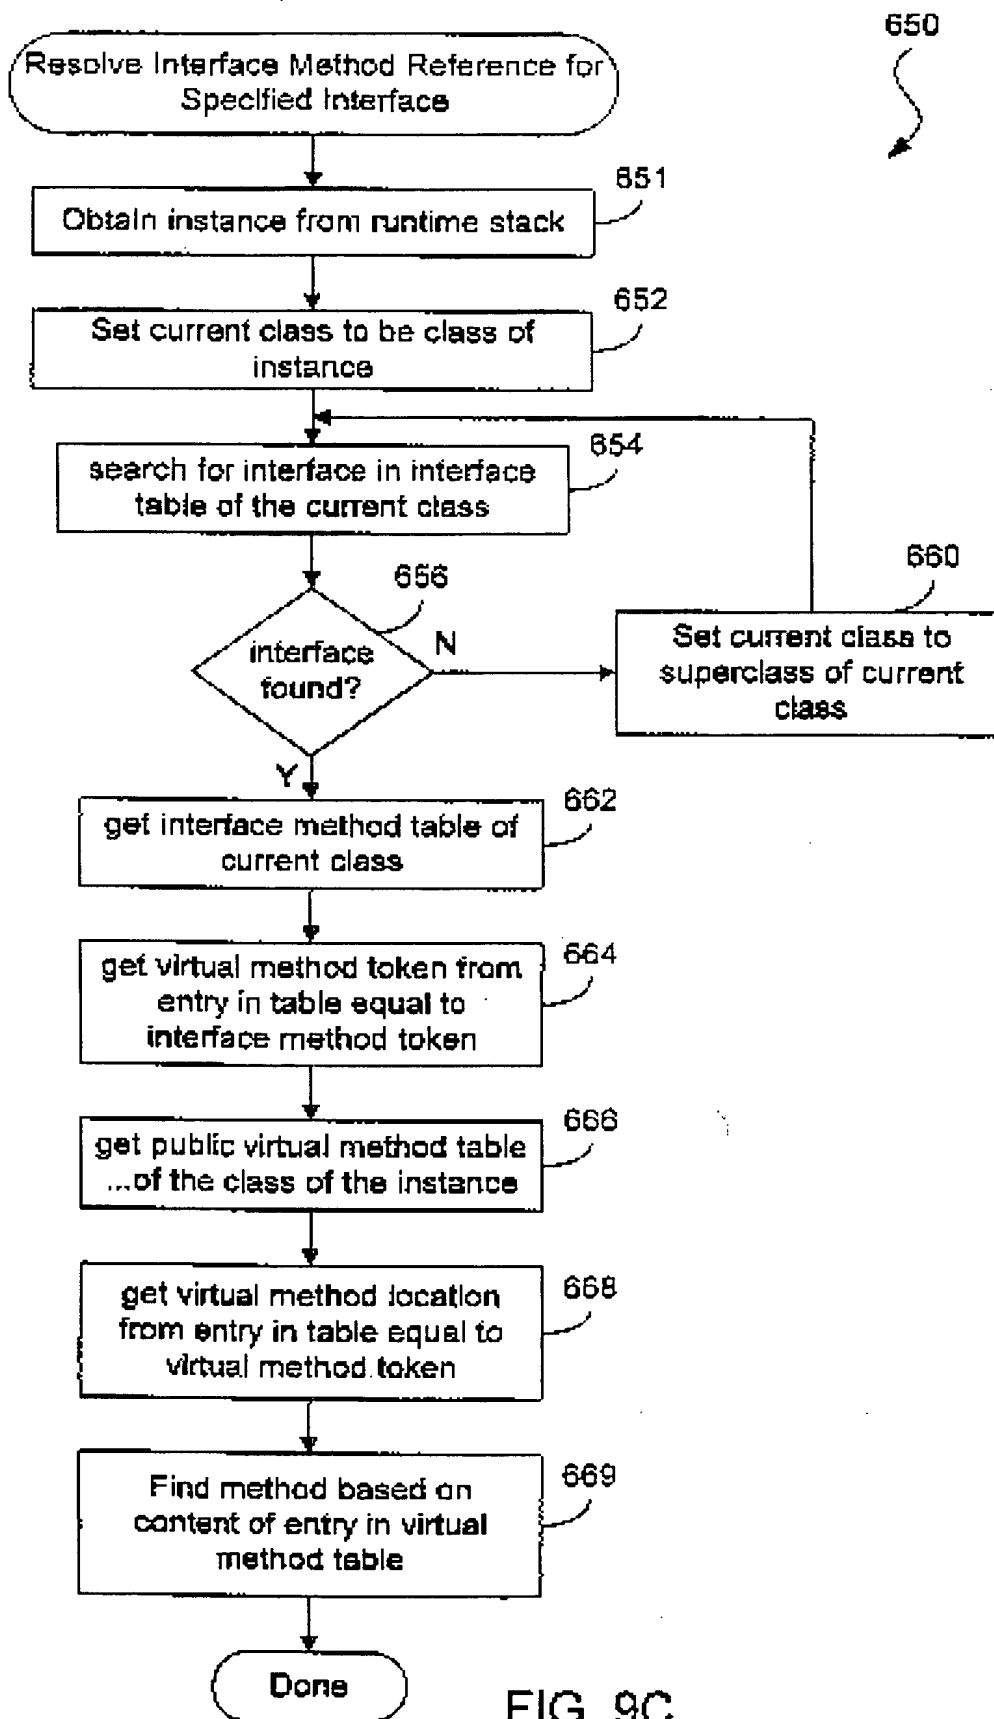 650
Resolve Interface Method Reference for
Specified Interface
651
Obtain instance from runtime stack
652
Set current class to be class of
instance
654
search for interface in interface
table of the current class
656
660
interface
found?
N
Set current class to
superclass of current
class
Y
662
get interface method table of
current class
664
get virtual method token from
entry in table equal to
interface method token
666
get public virtual method table
...of the class of the instance
668
get virtual method location
from entry in table equal to
virtual method token
669
Find method based on
content of entry in virtual
method table
Done
FIG. 9C